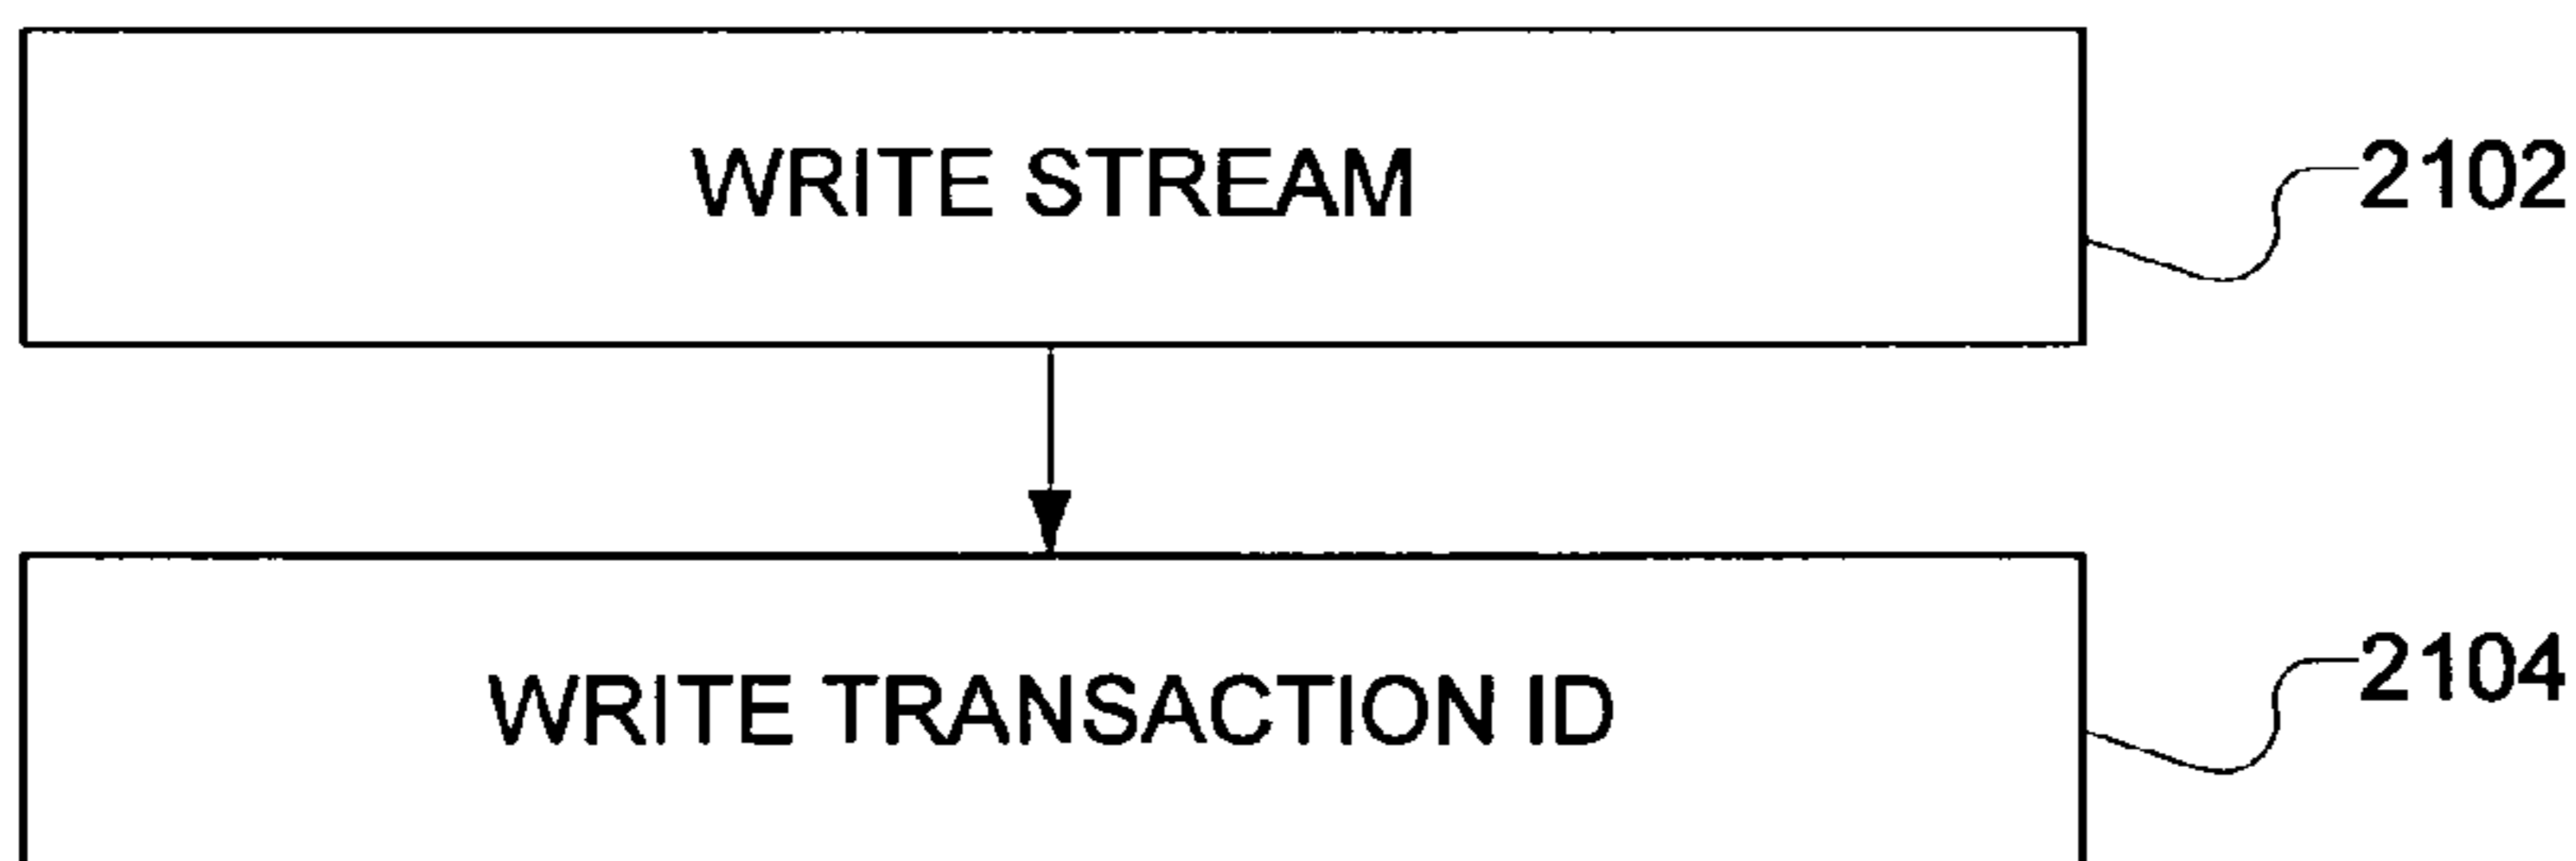 WRITE STREAM
2102
WRITE TRANSACTION ID
2104